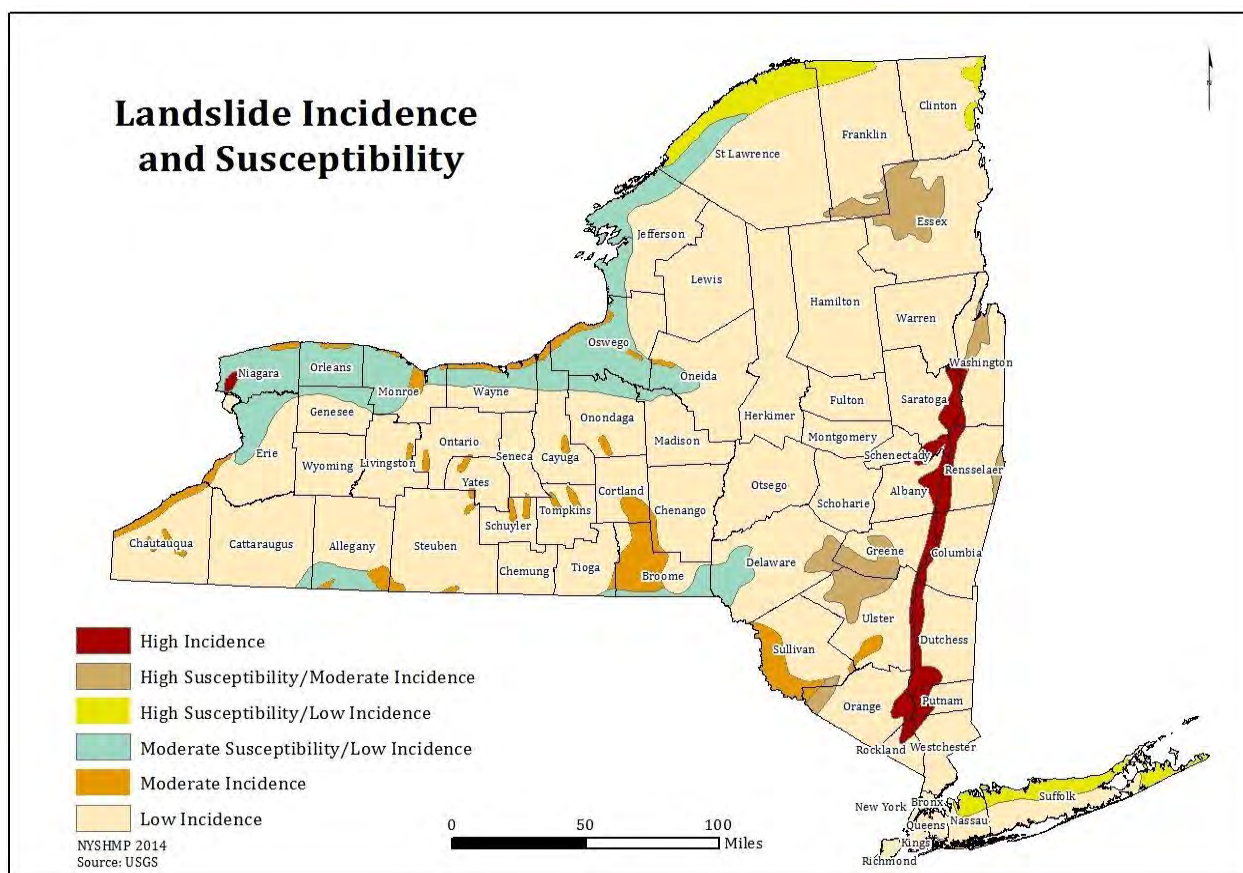 Landslide Incidence
and Susceptibility
N
Clinton
Franklin
St Lawrence
Essex
Jefferson
Lewis
Hamilton
Warren
Oswego
Washington
Niagara
Orleans
Oneida
Monroe
Wayne
Genesee
Fulton
Saratoga
Herkimer
Onondaga
Madison
Montgomery
Ontario
Seneca
Cayuga
Schenectady
Erie
Wyoming
Livingston
Rensselaer
Yates
Otsego
Albany
Cortland
Schoharie
Chenango
Tompkins
Schuyler
Chautauqua
Cattaraugus
Allegany
Steuben
Greene
Columbia
Delaware
Chemung
Tioga
Broome
Ulster
Dutchess
Sullivan
Putnam
Orange
Rockland
Westchester
High Incidence
High Susceptibility/Moderate Incidence
High Susceptibility/Low Incidence
Moderate Susceptibility/Low Incidence
Moderate Incidence
Low Incidence
NYSHMP 2014
Source: USGS
0 50 100
Miles
Suffolk
New York
Bronx
Nassau
Queens
Kings
Richmond